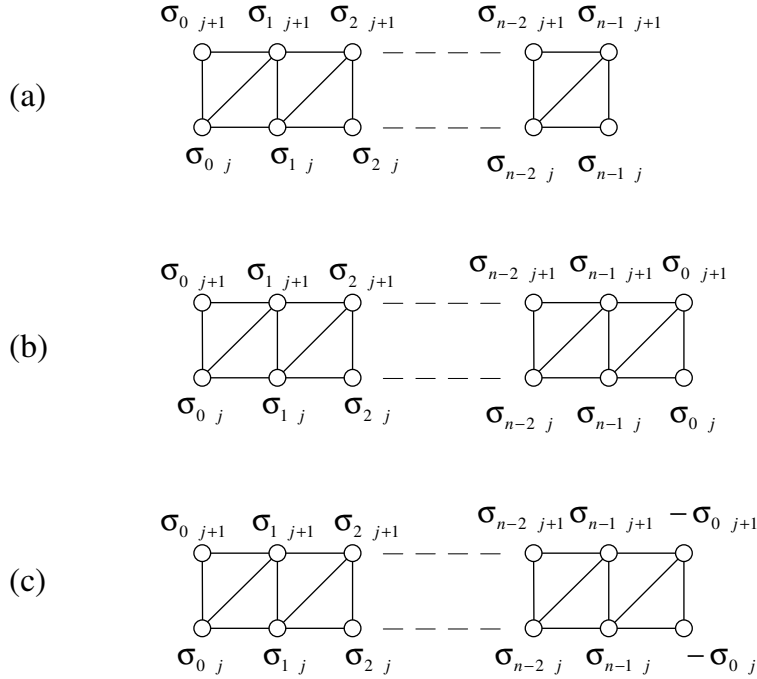 σ₀ ⱼ₊₁ σ₁ ⱼ₊₁ σ₂ ⱼ₊₁ σₙ₋₂ ⱼ₊₁ σₙ₋₁ ⱼ₊₁
(a)
σ₀ ⱼ σ₁ ⱼ σ₂ ⱼ σₙ₋₂ ⱼ σₙ₋₁ ⱼ
σ₀ ⱼ₊₁ σ₁ ⱼ₊₁ σ₂ ⱼ₊₁ σₙ₋₂ ⱼ₊₁ σₙ₋₁ ⱼ₊₁ σ₀ ⱼ₊₁
(b)
σ₀ ⱼ σ₁ ⱼ σ₂ ⱼ σₙ₋₂ ⱼ σₙ₋₁ ⱼ σ₀ ⱼ
σ₀ ⱼ₊₁ σ₁ ⱼ₊₁ σ₂ ⱼ₊₁ σₙ₋₂ ⱼ₊₁ σₙ₋₁ ⱼ₊₁ −σ₀ ⱼ₊₁
(c)
σ₀ ⱼ σ₁ ⱼ σ₂ ⱼ σₙ₋₂ ⱼ σₙ₋₁ ⱼ −σ₀ ⱼ